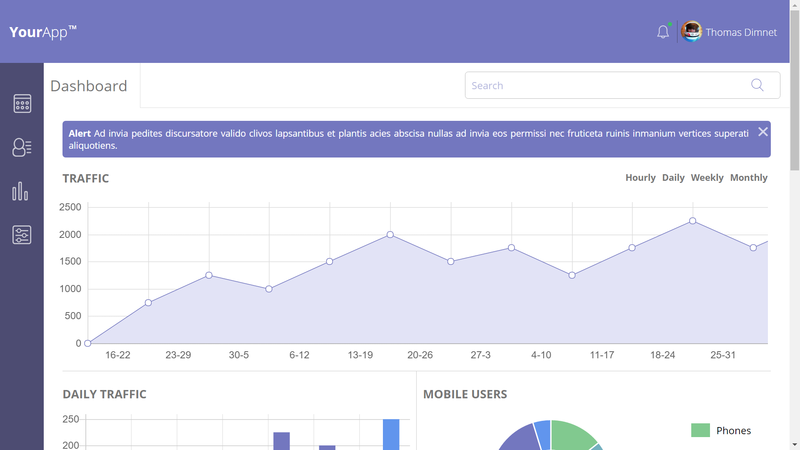 YourApp™
Thomas Dimnet
Dashboard
Search
Alert Ad invia pedites discursatore valido clivos lapsantibus et plantis acies abscisa nullas ad invia eos permissi nec fruticeta ruinis inmanium vertices superati
aliquotiens.
TRAFFIC
Hourly Daily Weekly Monthly
2500
2000
1500
1000
500
0
16-22 23-29 30-5 6-12 13-19 20-26 27-3 4-10 11-17 18-24 25-31
DAILY TRAFFIC
250
200
MOBILE USERS
Phones